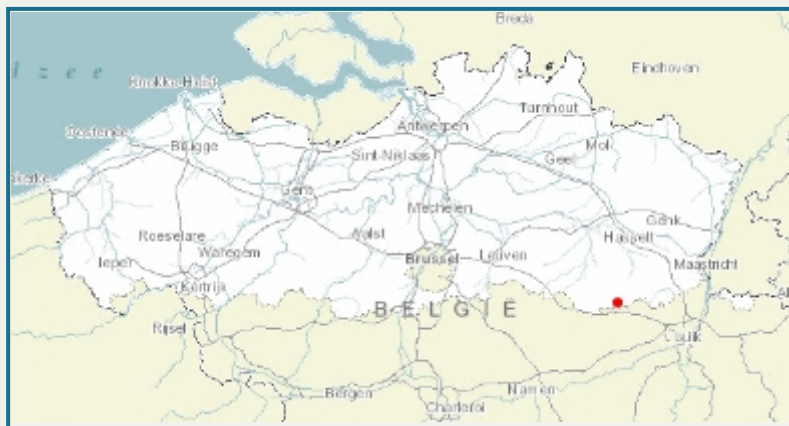 Breda
Eindhoven
dzee
Knokke-Heist
Turnhout
Oostende
Antwerpen
Brugge
Mol
Sint-Niklaas
Geel
Gent
Mechelen
Genk
Roeselare
Aalst
Hasselt
Waregem
Brussel
Leuven
Ieper
Maastricht
Kortrijk
BELGIË
Rijsel
Luik
Bergen
Namen
Charleroi